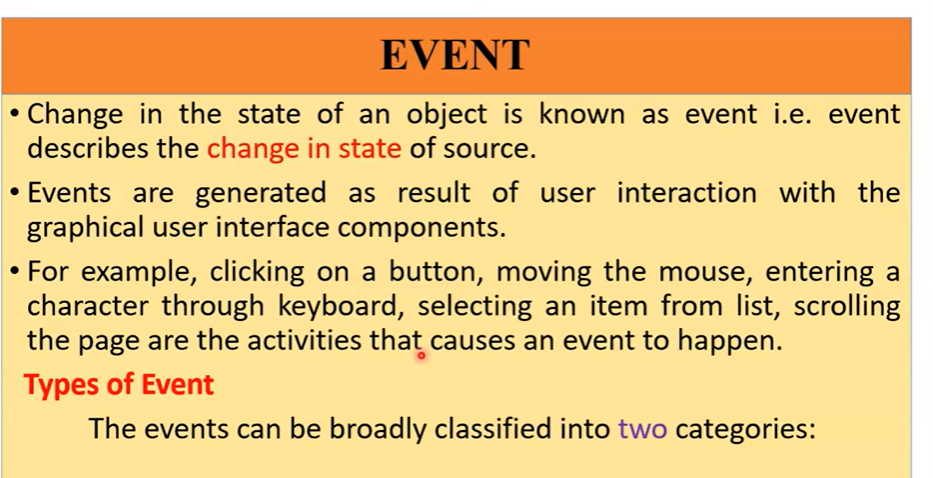 EVENT
• Change in the state of an object is known as event i.e. event
describes the change in state of source.
• Events are generated as result of user interaction with the
graphical user interface components.
• For example, clicking on a button, moving the mouse, entering a
character through keyboard, selecting an item from list, scrolling
the page are the activities that causes an event to happen.
Types of Event
The events can be broadly classified into two categories: